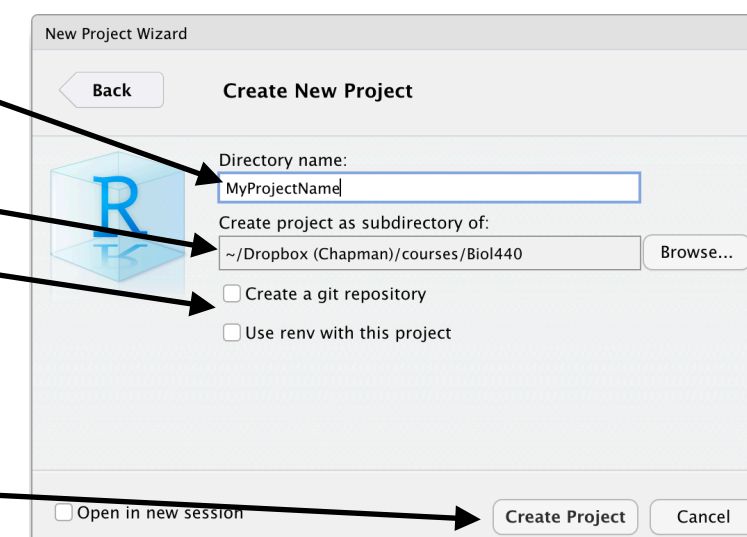 New Project Wizard
Back
Create New Project
Directory name:
R
MyProjectName
Create project as subdirectory of:
~/Dropbox (Chapman)/courses/Biol440
Browse...
Create a git repository
Use renv with this project
Open in new session
Create Project
Cancel